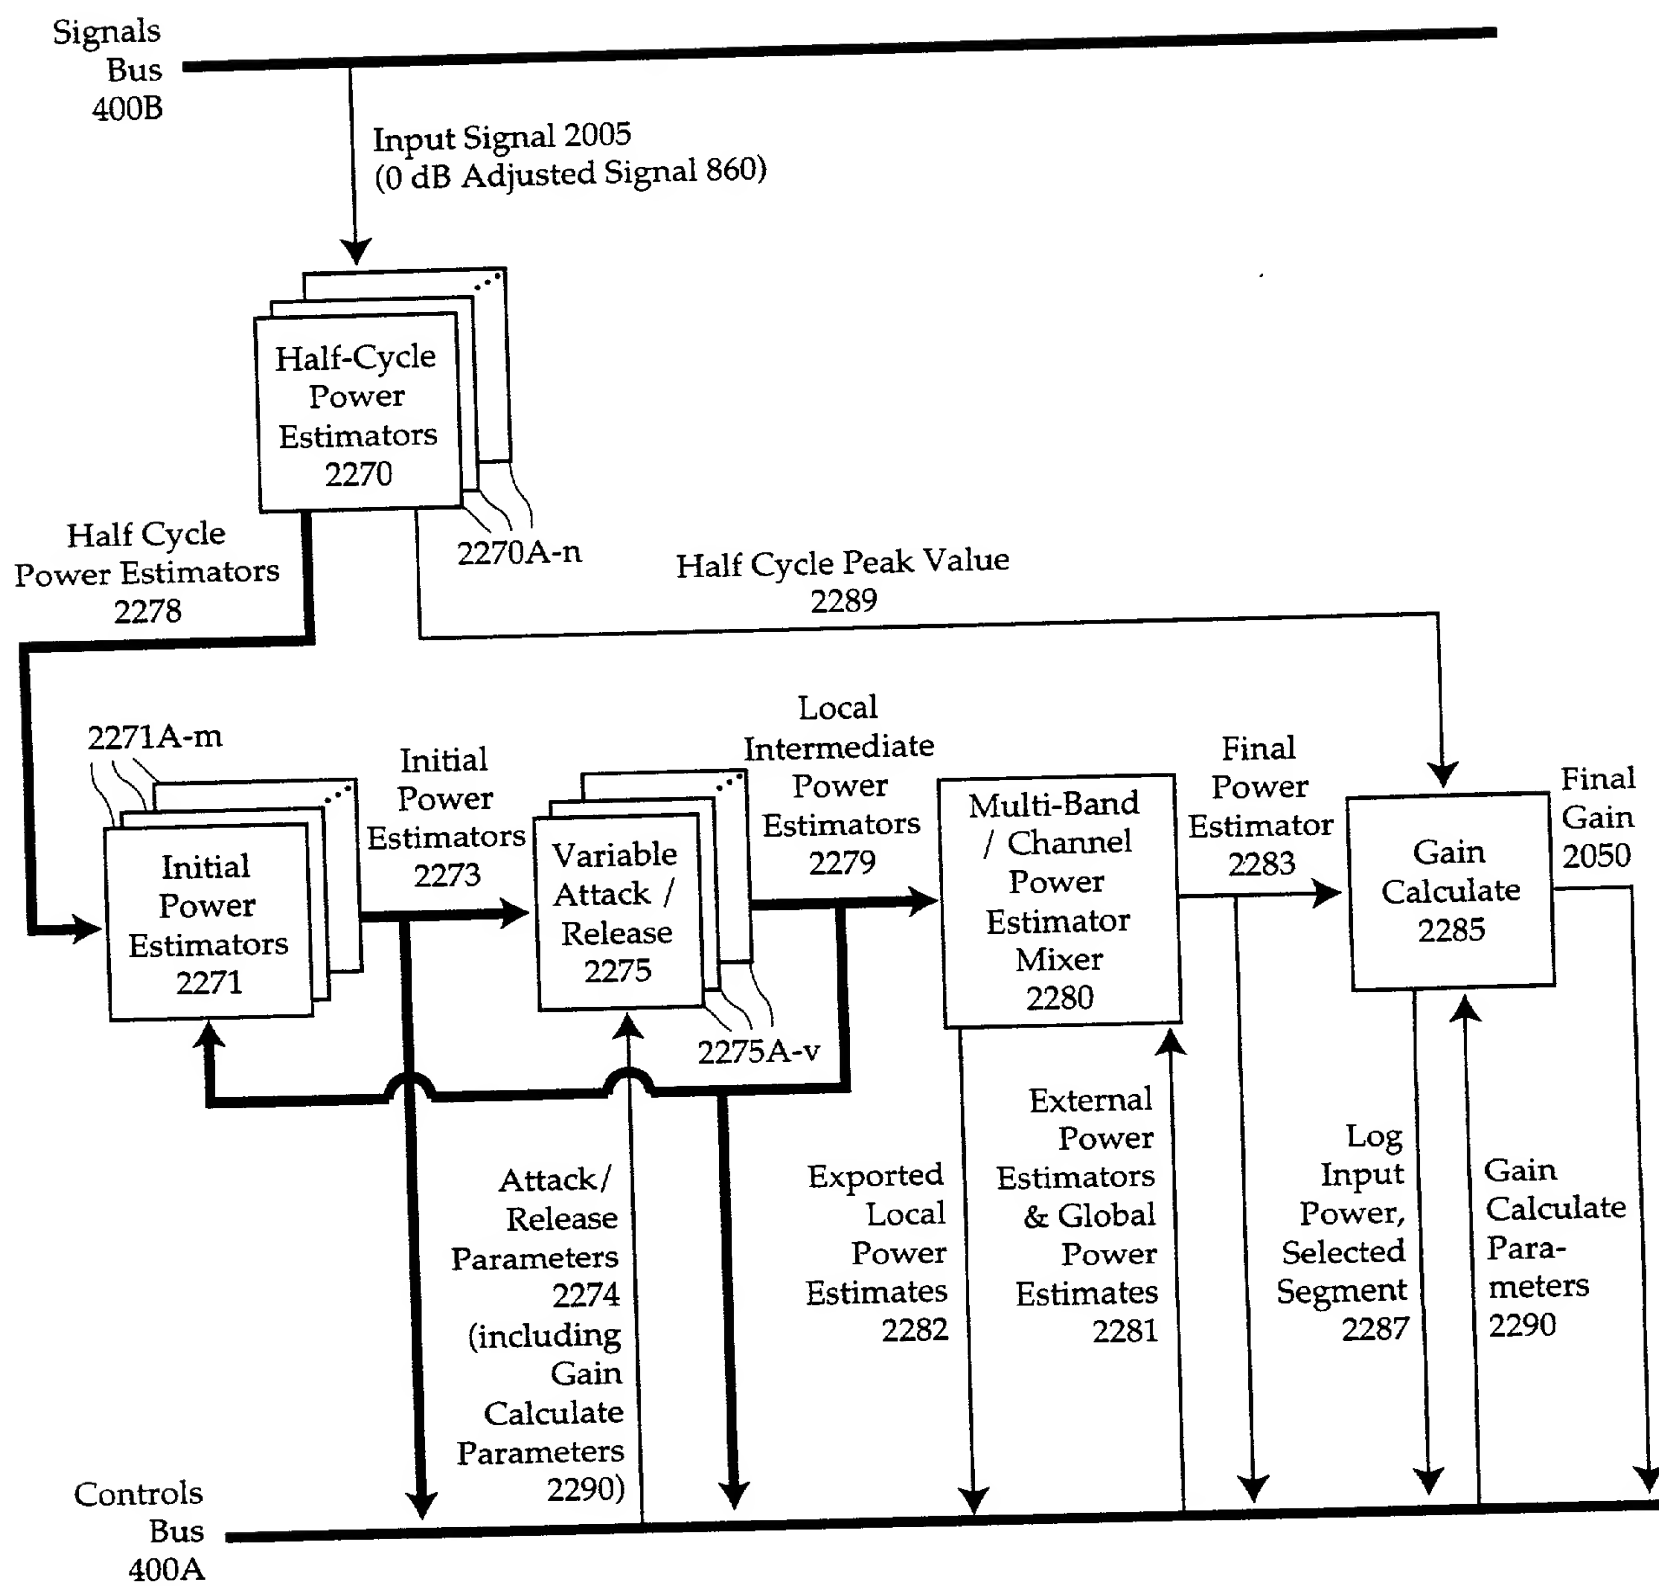 Signals
Bus
400B
Input Signal 2005
(0 dB Adjusted Signal 860)
Half-Cycle
Power
Estimators
2270
2270A-n
Half Cycle
Power Estimators
2278
Half Cycle Peak Value
2289
2271A-m
Initial
Power
Estimators
2271
Initial
Power
Estimators
2273
Variable
Attack /
Release
2275
2275A-v
Local
Intermediate
Power
Estimators
2279
Multi-Band
/ Channel
Power
Estimator
Mixer
2280
Final
Power
Estimator
2283
Gain
Calculate
2285
Final
Gain
2050
Attack/
Release
Parameters
2274
(including
Gain
Calculate
Parameters
2290)
Exported
Local
Power
Estimates
2282
External
Power
Estimators
& Global
Power
Estimates
2281
Log
Input
Power,
Selected
Segment
2287
Gain
Calculate
Para-
meters
2290
Controls
Bus
400A